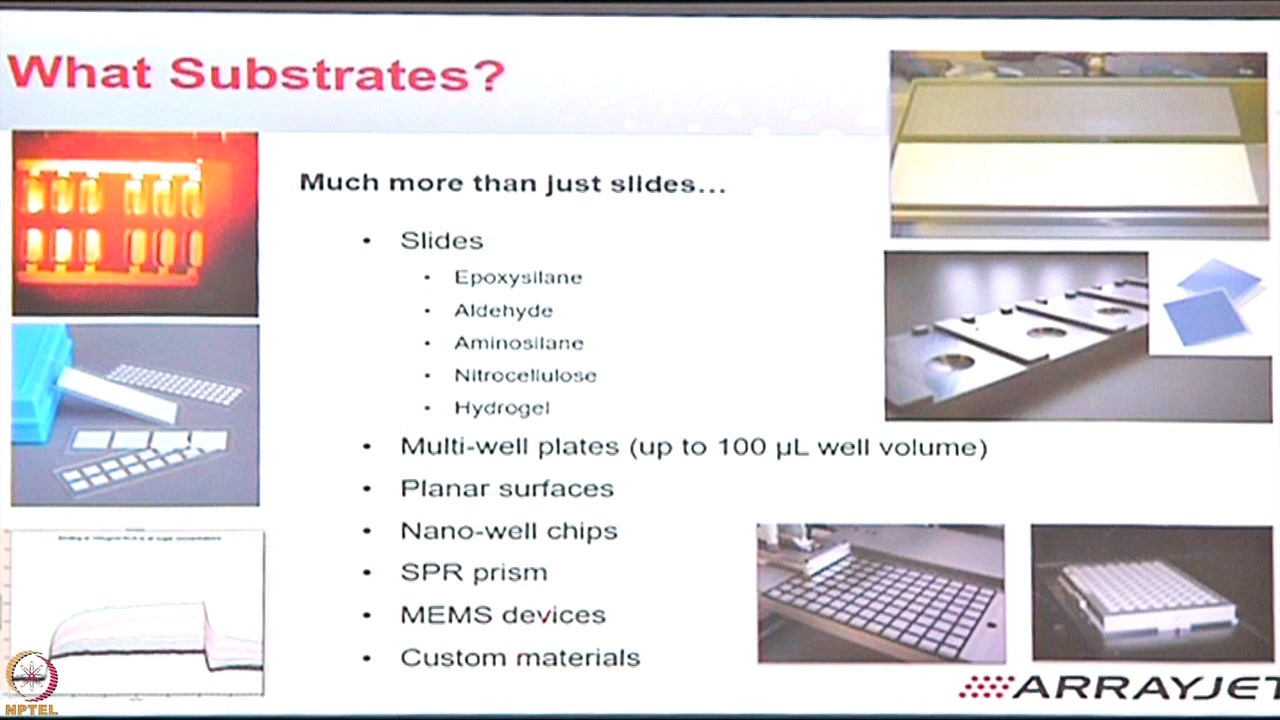 What Substrates?
Much more than just slides...
• Slides
• Epoxysilane
• Aldehyde
• Aminosilane
• Nitrocellulose
• Hydrogel
• Multi-well plates (up to 100 µL well volume)
• Planar surfaces
• Nano-well chips
• SPR prism
• MEMS devices
• Custom materials
ARRAYJET
NPTEL